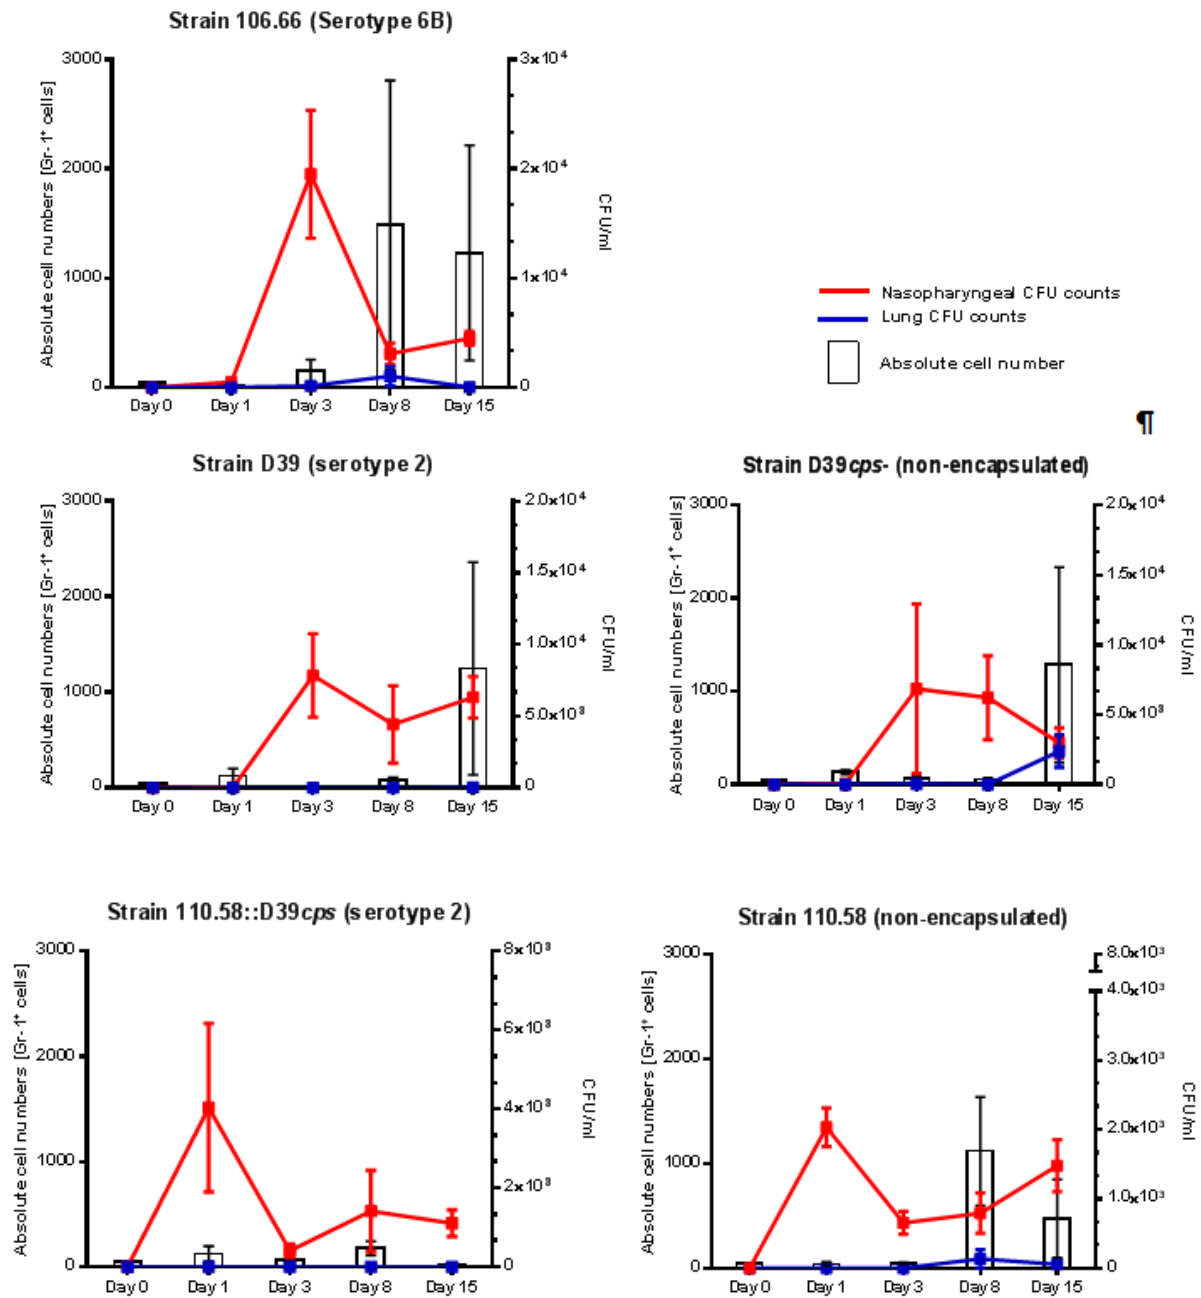 Strain 106.66 (Serotype 6B)
Absolute cell numbers [Gr-1⁺ cells]
3000
2000
1000
0
3x10⁴
2x10⁴
1x10⁴
0
CFU/ml
Day 0 Day 1 Day 3 Day 8 Day 15
Nasopharyngeal CFU counts
Lung CFU counts
Absolute cell number
¶
Strain D39 (serotype 2)
Absolute cell numbers [Gr-1⁺ cells]
3000
2000
1000
0
2.0x10⁴
1.5x10⁴
1.0x10⁴
5.0x10³
0
CFU/ml
Day 0 Day 1 Day 3 Day 8 Day 15
Strain D39cps- (non-encapsulated)
Absolute cell numbers [Gr-1⁺ cells]
3000
2000
1000
0
2.0x10⁴
1.5x10⁴
1.0x10⁴
5.0x10³
0
CFU/ml
Day 0 Day 1 Day 3 Day 8 Day 15
Strain 110.58::D39cps (serotype 2)
Absolute cell numbers [Gr-1⁺ cells]
3000
2000
1000
0
8x10³
6x10³
4x10³
2x10³
0
CFU/ml
Day 0 Day 1 Day 3 Day 8 Day 15
Strain 110.58 (non-encapsulated)
Absolute cell numbers [Gr-1⁺ cells]
3000
2000
1000
0
8.0x10³
4.0x10³
3.0x10³
2.0x10³
1.0x10³
0
CFU/ml
Day 0 Day 1 Day 3 Day 8 Day 15